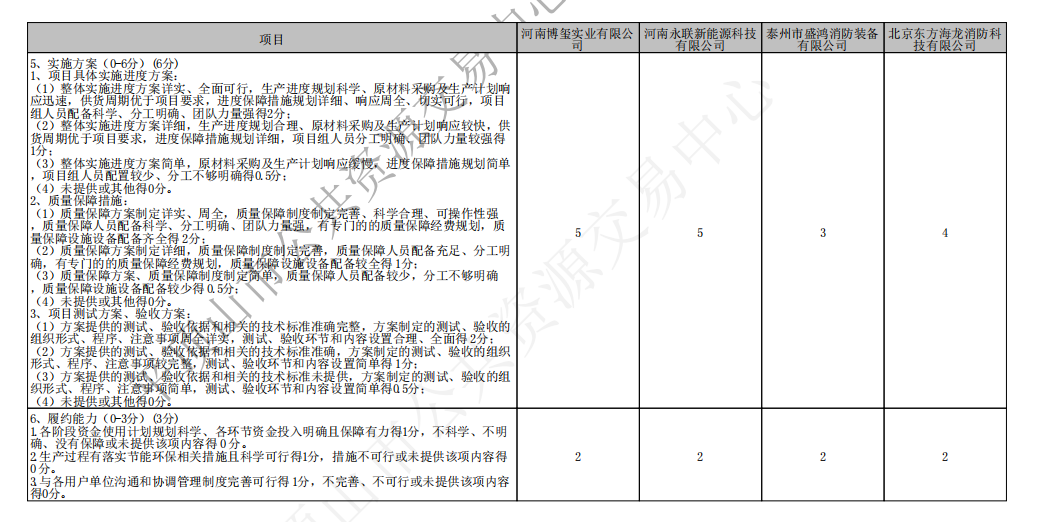 项目
河南博玺实业有限公
司
河南永联新能源科技
有限公司
泰州市盛鸿消防装备
有限公司
北京东方海龙消防科
技有限公司
5、实施方案（0-6分）(6分)
1、项目具体实施进度方案：
（1）整体实施进度方案详实、全面可行，生产进度规划科学、原材料采购及生产计划响
应迅速，供货周期优于项目要求，进度保障措施规划详细、响应周全、切实可行，项目
组人员配备科学、分工明确、团队力量强得2分；
（2）整体实施进度方案详细，生产进度规划合理、原材料采购及生产计划响应较快，供
货周期优于项目要求，进度保障措施规划详细，项目组人员分工明确、团队力量较强得
1分；
（3）整体实施进度方案简单，原材料采购及生产计划响应缓慢，进度保障措施规划简单
，项目组人员配置较少、分工不够明确得0.5分；
（4）未提供或其他得0分。
2、质量保障措施：
（1）质量保障方案制定详实、周全，质量保障制度制定完善、科学合理、可操作性强
，质量保障人员配备科学、分工明确、团队力量强，有专门的的质量保障经费规划，质
量保障设施设备配备齐全得 2分；
（2）质量保障方案制定详细，质量保障制度制定完善，质量保障人员配备充足、分工明
确，有专门的的质量保障经费规划，质量保障设施设备配备较全得 1分；
（3）质量保障方案、质量保障制度制定简单，质量保障人员配备较少，分工不够明确
，质量保障设施设备配备较少得 0.5分；
（4）未提供或其他得0分。
3、项目测试方案、验收方案：
（1）方案提供的测试、验收依据和相关的技术标准准确完整，方案制定的测试、验收的
组织形式、程序、注意事项周全详实，测试、验收环节和内容设置合理、全面得 2分；
（2）方案提供的测试、验收依据和相关的技术标准准确，方案制定的测试、验收的组织
形式、程序、注意事项较完整，测试、验收环节和内容设置简单得 1分；
（3）方案提供的测试、验收依据和相关的技术标准未提供，方案制定的测试、验收的组
织形式、程序、注意事项简单，测试、验收环节和内容设置简单得0.5分；
（4）未提供或其他得0分。
5
5
3
4
6、履约能力（0-3分）(3分)
1.各阶段资金使用计划规划科学、各环节资金投入明确且保障有力得1分，不科学、不明
确、没有保障或未提供该项内容得 0分。
2.生产过程有落实节能环保相关措施且科学可行得1分，措施不可行或未提供该项内容得
0分。
3.与各用户单位沟通和协调管理制度完善可行得 1分，不完善、不可行或未提供该项内容
得0分。
2
2
2
2
山市公共资源交易中心
山市公共资源交易中心